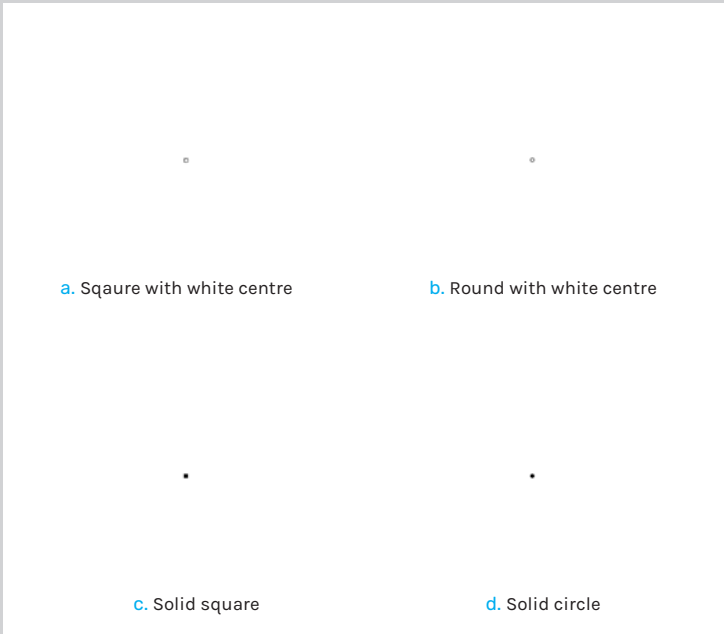 a. Sqaure with white centre
b. Round with white centre
c. Solid square
d. Solid circle